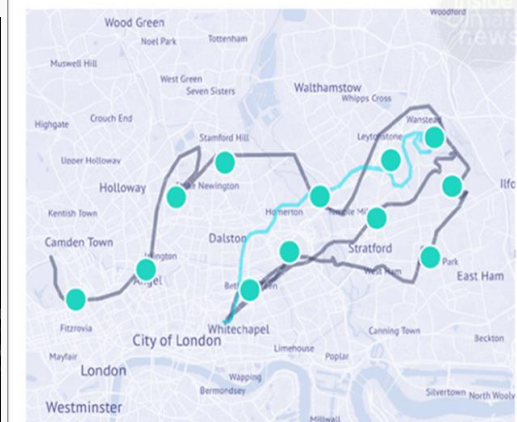 Woodford
Wood Green
Noel Park
Tottenham
Muswell Hill
West Green
Seven Sisters
Walthamstow
Whipps Cross
Highgate
Crouch End
Wanstead
Stamford Hill
Upper Holloway
Holloway
Newington
Ilfo
Kentish Town
Homerton
Camden Town
Dalston
Stratford
West Ham
Park
East Ham
Angel
Fitzrovia
Whitechapel
City of London
Canning Town
Limehouse
Beckton
Mayfair
Poplar
London
Wapping
Bermondsey
Silvertown
North Woolw
Westminster
Millwall
news